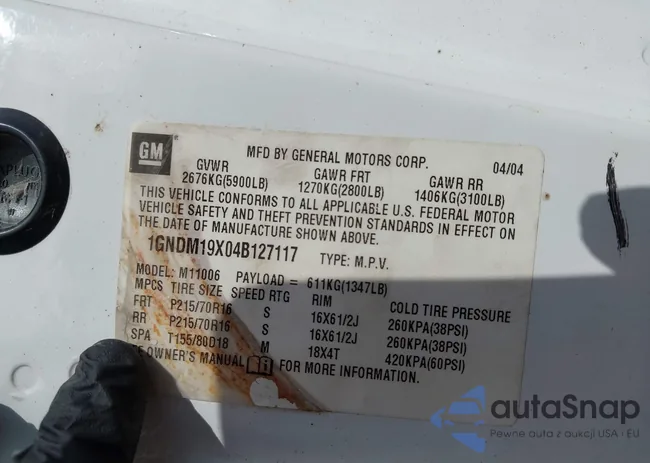 GM
MFD BY GENERAL MOTORS CORP. 04/04
GVWR GAWR FRT GAWR RR
2676KG(5900LB) 1270KG(2800LB) 1406KG(3100LB)
THIS VEHICLE CONFORMS TO ALL APPLICABLE U.S. FEDERAL MOTOR
VEHICLE SAFETY AND THEFT PREVENTION STANDARDS IN EFFECT ON
THE DATE OF MANUFACTURE SHOWN ABOVE.
1GNDM19X04B127117 TYPE: M.P.V.
MODEL: M11006 PAYLOAD = 611KG(1347LB)
MPCS TIRE SIZE SPEED RTG RIM COLD TIRE PRESSURE
FRT P215/70R16 S 16X61/2J 260KPA(38PSI)
RR P215/70R16 S 16X61/2J 260KPA(38PSI)
SPA T155/80D18 M 18X4T 420KPA(60PSI)
OWNER'S MANUAL FOR MORE INFORMATION.
autaSnap
Pewne auta z aukcji USA i EU